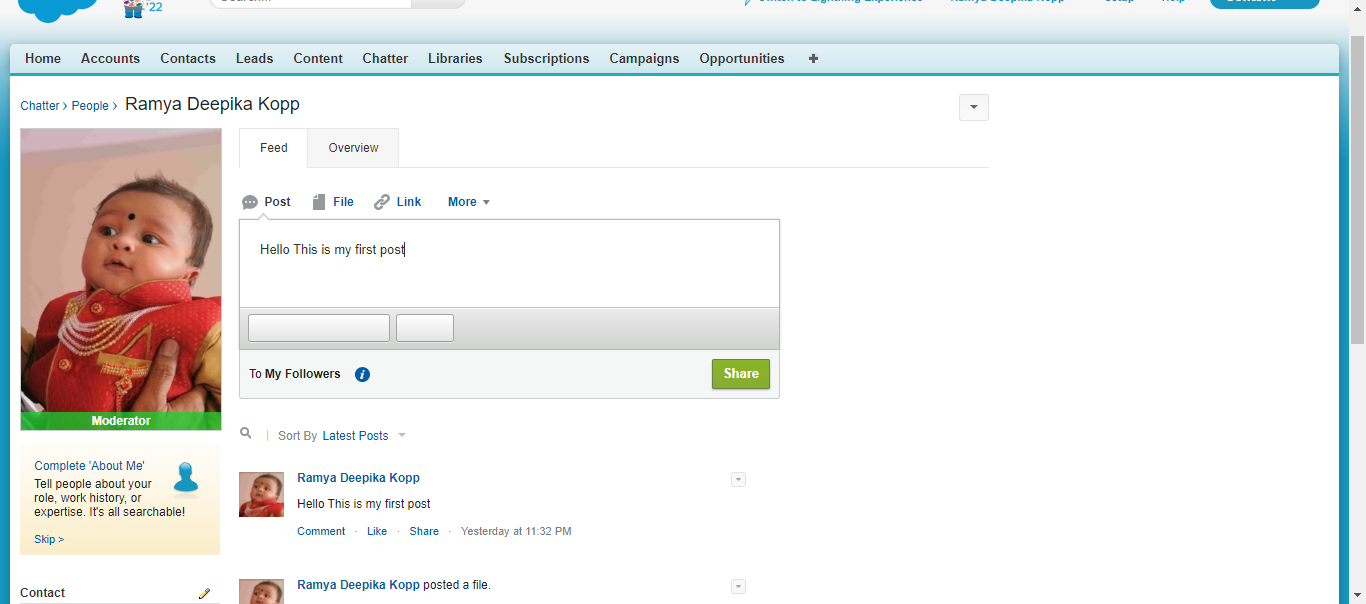 '22
Home Accounts Contacts Leads Content Chatter Libraries Subscriptions Campaigns Opportunities +
Chatter › People › Ramya Deepika Kopp
Feed Overview
Post File Link More
Hello This is my first post
To My Followers i Share
Moderator
Sort By Latest Posts
Complete 'About Me'
Tell people about your
role, work history, or
expertise. It's all searchable!
Skip >
Ramya Deepika Kopp
Hello This is my first post
Comment · Like · Share · Yesterday at 11:32 PM
Ramya Deepika Kopp posted a file.
Contact